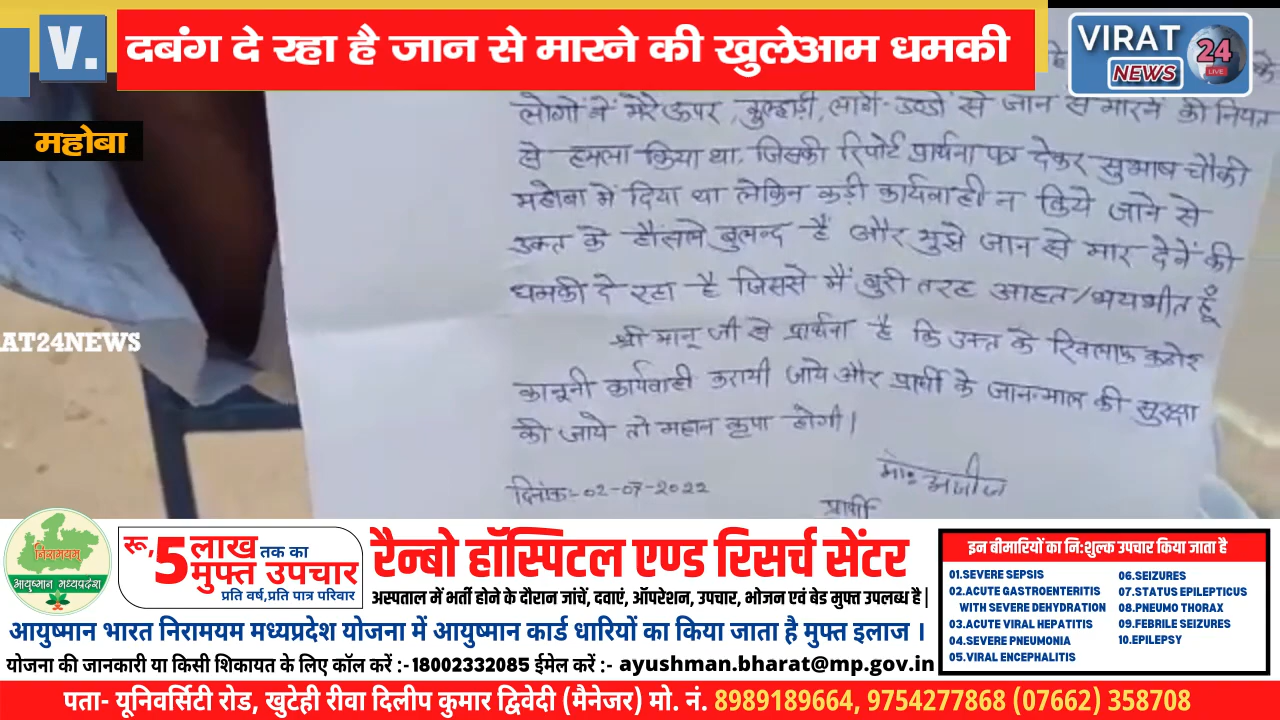 V.
दबंग दे रहा है जान से मारने की खुलेआम धमकी
VIRAT
24
LIVE
NEWS
महोबा
लोगो ने मेरे ऊपर, कुल्हाड़ी, लाठी-डण्डों से जान से मारने की नियत
से हमला किया था, जिसकी रिपोर्ट प्रार्थना पत्र देकर सुभाष चौकी
महोबा में दिया था लेकिन कड़ी कार्यवाही न किये जाने से
उक्त के हौसले बुलन्द है और मुझे जान से मार देनें की
धमकी दे रहा है जिससे मैं बुरी तरह आहत/भयभीत हूँ
AT24NEWS
श्री मानू जी से प्रार्थना है कि उक्त के खिलाफ कठोर
कानूनी कार्यवाही करायी जाये और प्रार्थी के जान-माल की सुरक्षा
की जाये तो महान कृपा होगी।
दिनांक:-02-07-2022
प्रार्थी
निरामयम
आयुष्मान मध्यप्रदेश
रू,5 लाख तक का
मुफ्त उपचार
प्रति वर्ष,प्रति पात्र परिवार
रैन्बो हॉस्पिटल एण्ड रिसर्च सेंटर
अस्पताल में भर्ती होने के दौरान जांचें, दवाएं, ऑपरेशन, उपचार, भोजन एवं बेड मुफ्त उपलब्ध है|
आयुष्मान भारत निरामयम मध्यप्रदेश योजना में आयुष्मान कार्ड धारियों का किया जाता है मुफ्त इलाज ।
योजना की जानकारी या किसी शिकायत के लिए कॉल करें :- 18002332085 ईमेल करें :- ayushman.bharat@mp.gov.in
इन बीमारियों का नि:शुल्क उपचार किया जाता है
01.SEVERE SEPSIS
02.ACUTE GASTROENTERITIS
WITH SEVERE DEHYDRATION
03.ACUTE VIRAL HEPATITIS
04.SEVERE PNEUMONIA
05.VIRAL ENCEPHALITIS
06.SEIZURES
07.STATUS EPILEPTICUS
08.PNEUMO THORAX
09.FEBRILE SEIZURES
10.EPILEPSY
पता- यूनिवर्सिटी रोड, खुटेही रीवा दिलीप कुमार द्विवेदी (मैनेजर) मो. नं. 8989189664, 9754277868 (07662) 358708